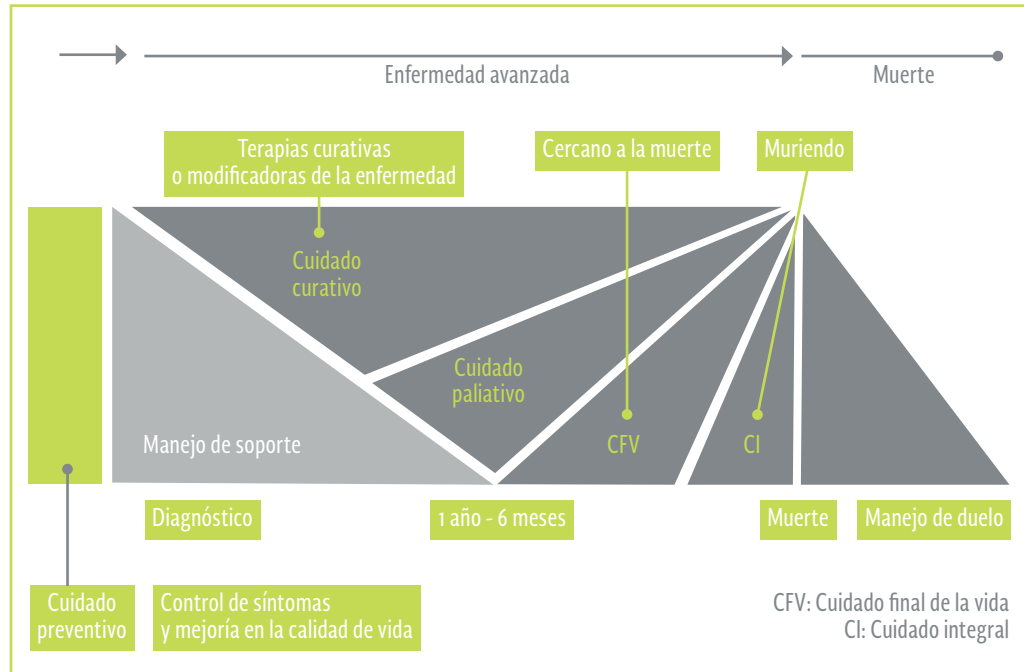 Enfermedad avanzada
Muerte
Terapias curativas
o modificadoras de la enfermedad
Cercano a la muerte
Muriendo
Cuidado
curativo
Cuidado
paliativo
Manejo de soporte
CFV
CI
Diagnóstico
1 año - 6 meses
Muerte
Manejo de duelo
Cuidado
preventivo
Control de síntomas
y mejoría en la calidad de vida
CFV: Cuidado final de la vida
CI: Cuidado integral